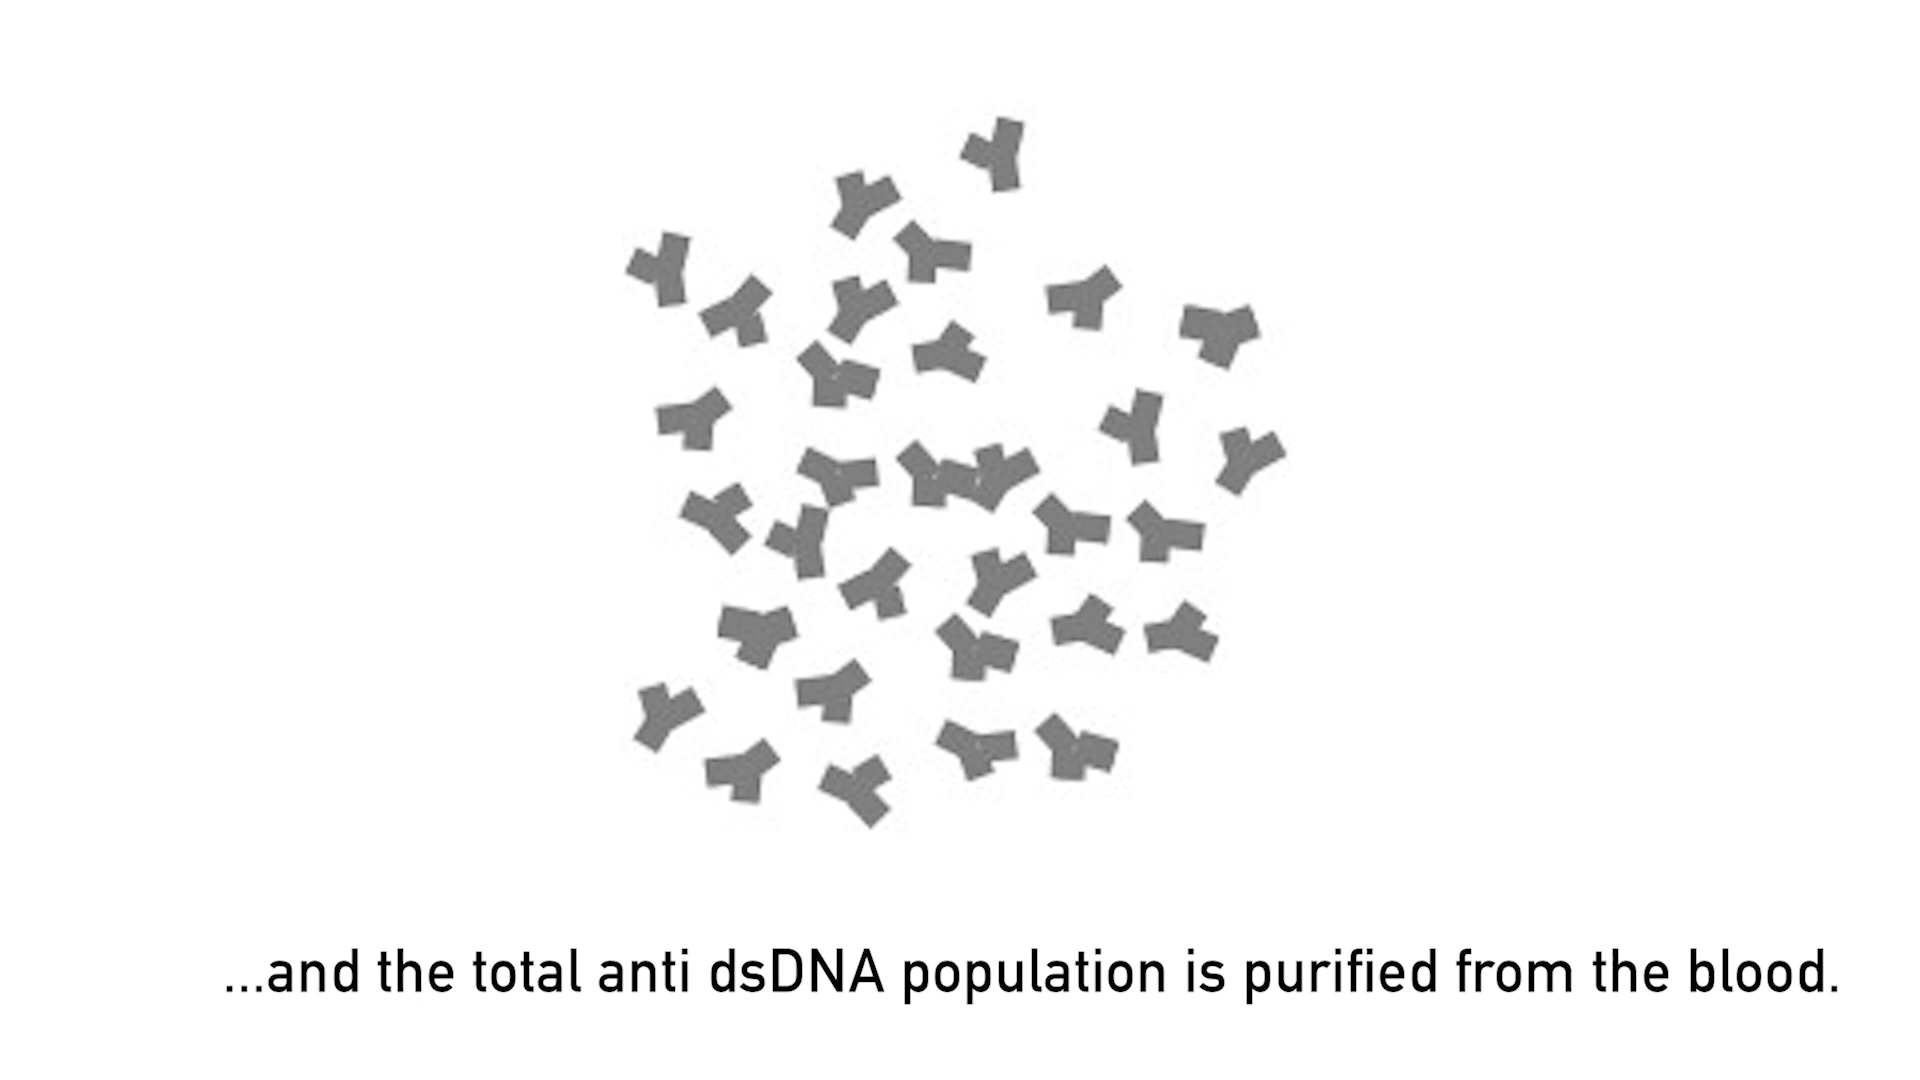 ...and the total anti dsDNA population is purified from the blood.